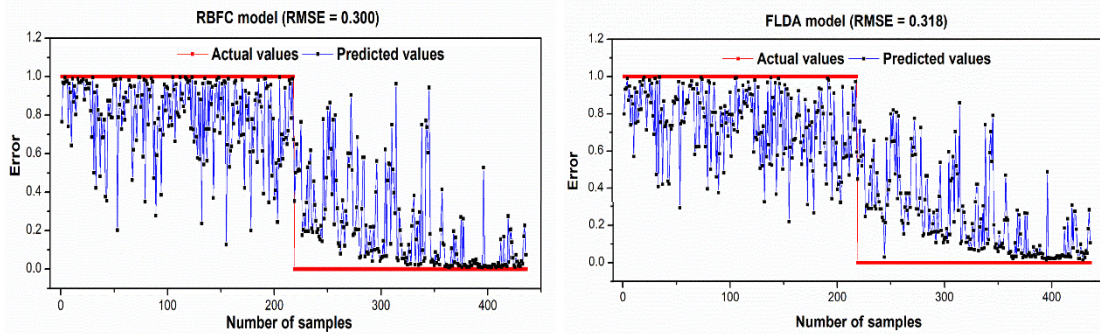 RBFC model (RMSE = 0.300)
Actual values Predicted values
Error
1.2
1.0
0.8
0.6
0.4
0.2
0.0
0 100 200 300 400
Number of samples
FLDA model (RMSE = 0.318)
Actual values Predicted values
Error
1.2
1.0
0.8
0.6
0.4
0.2
0.0
0 100 200 300 400
Number of samples